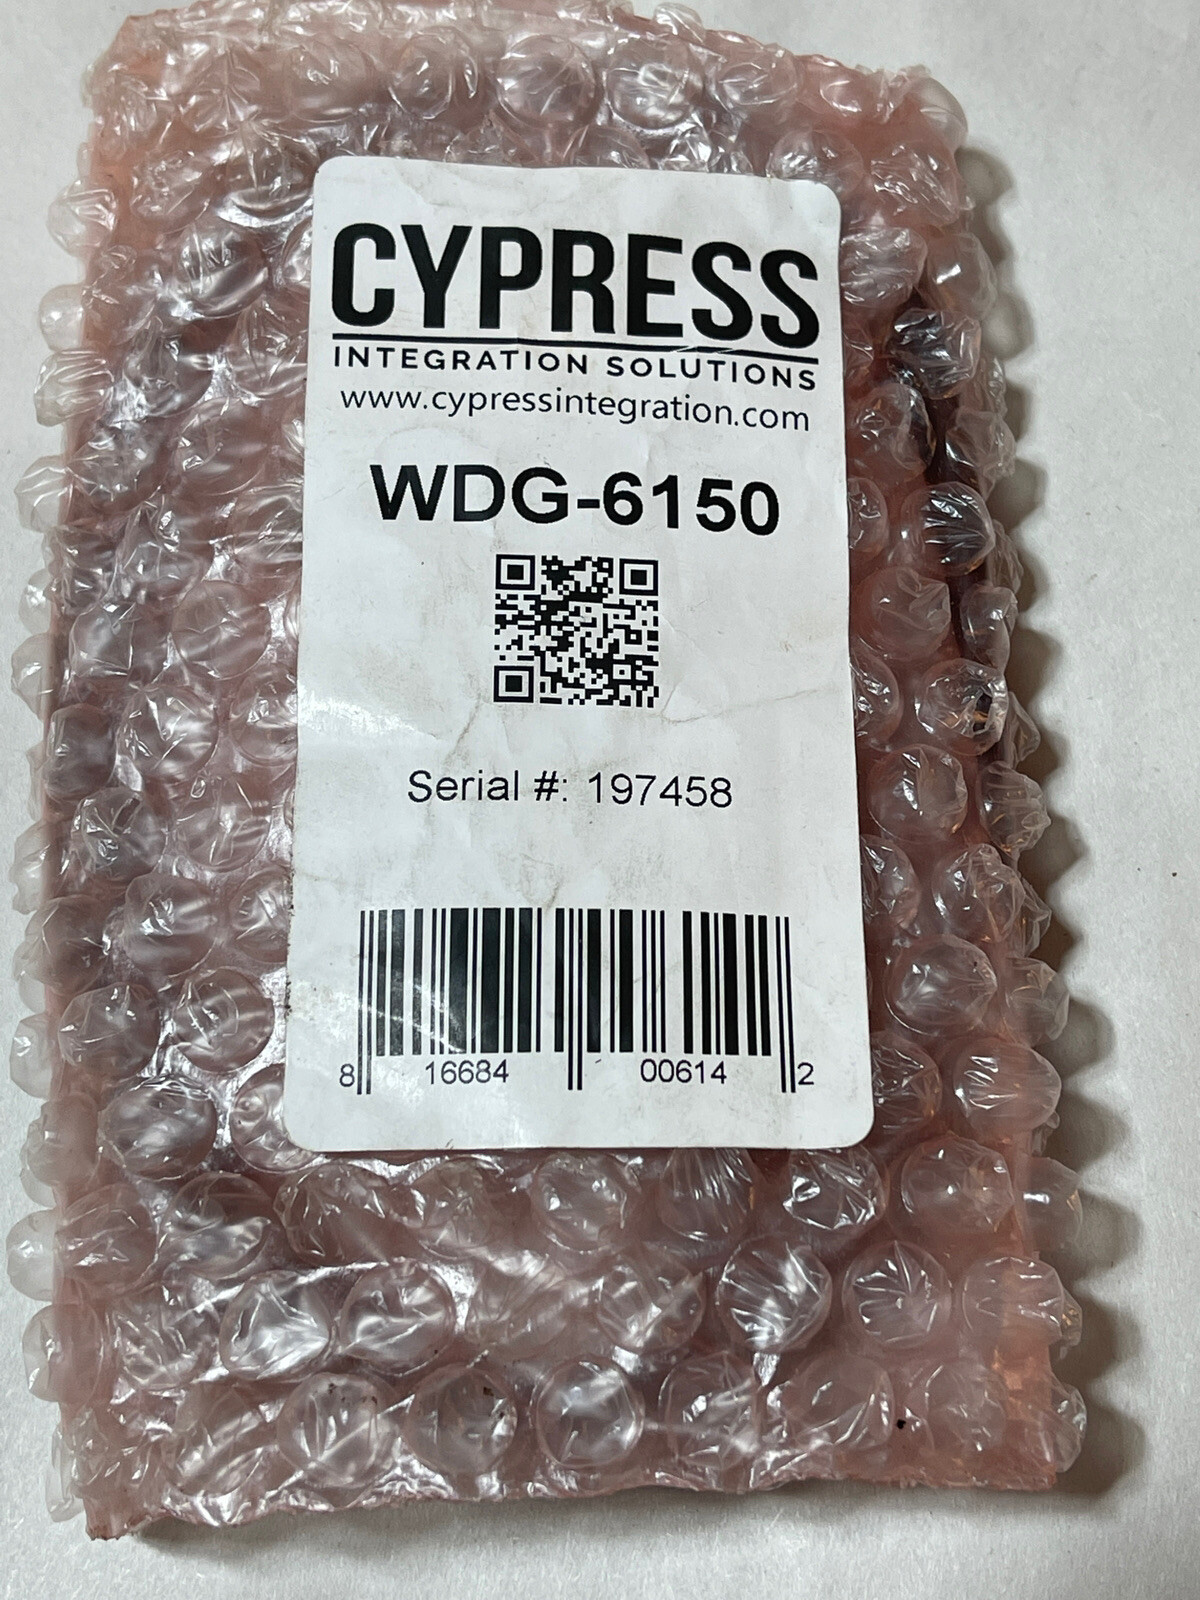 CYPRESS
INTEGRATION SOLUTIONS
www.cypressintegration.com
WDG-6150
Serial #: 197458
8 16684 00614 2